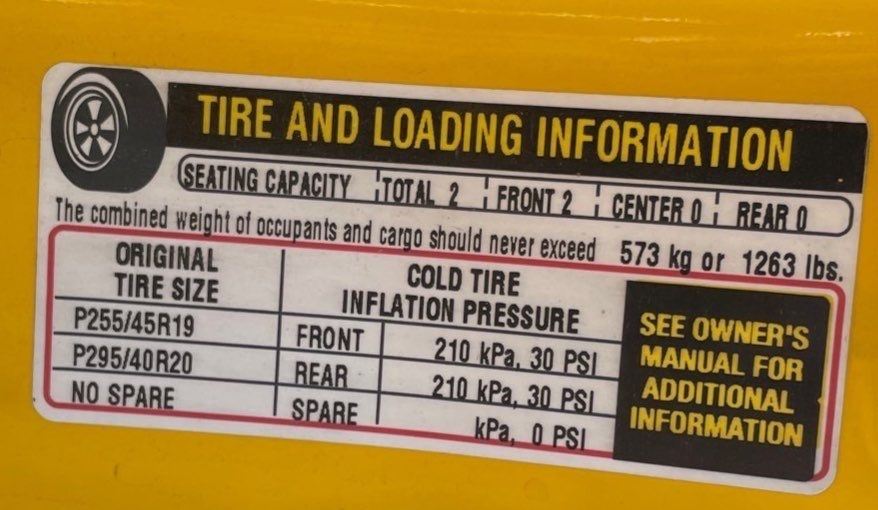 TIRE AND LOADING INFORMATION
SEATING CAPACITY TOTAL 2 FRONT 2 CENTER 0 REAR 0
The combined weight of occupants and cargo should never exceed 573 kg or 1263 lbs.
ORIGINAL TIRE SIZE
COLD TIRE INFLATION PRESSURE
P255/45R19 FRONT 210 kPa, 30 PSI
P295/40R20 REAR 210 kPa, 30 PSI
NO SPARE SPARE kPa, 0 PSI
SEE OWNER'S
MANUAL FOR
ADDITIONAL
INFORMATION